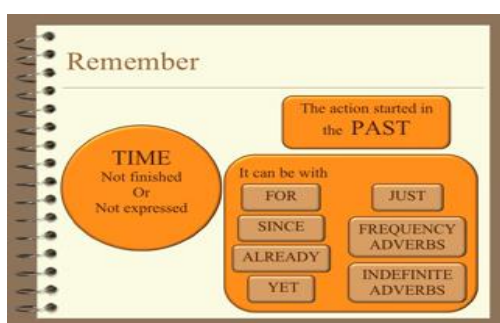 Remember
The action started in
the PAST
TIME
Not finished
Or
Not expressed
It can be with
FOR
SINCE
ALREADY
YET
JUST
FREQUENCY
ADVERBS
INDEFINITE
ADVERBS